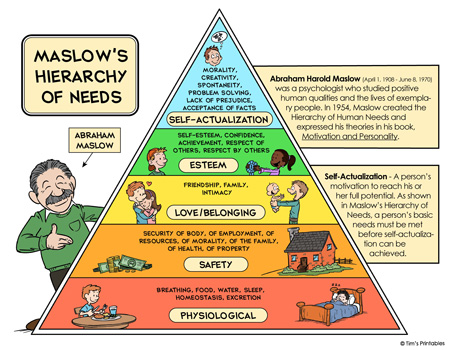 MASLOW'S
HIERARCHY
OF NEEDS
ABRAHAM
MASLOW
MORALITY,
CREATIVITY,
SPONTANEITY,
PROBLEM SOLVING,
LACK OF PREJUDICE,
ACCEPTANCE OF FACTS
SELF-ACTUALIZATION
SELF-ESTEEM, CONFIDENCE,
ACHIEVEMENT, RESPECT OF
OTHERS, RESPECT BY OTHERS
ESTEEM
FRIENDSHIP, FAMILY,
INTIMACY
LOVE/BELONGING
SECURITY OF BODY, OF EMPLOYMENT, OF
RESOURCES, OF MORALITY, OF THE FAMILY,
OF HEALTH, OF PROPERTY
SAFETY
BREATHING, FOOD, WATER, SLEEP,
HOMEOSTASIS, EXCRETION
PHYSIOLOGICAL
Abraham Harold Maslow (April 1, 1908 - June 8, 1970)
was a psychologist who studied positive
human qualities and the lives of exempla-
ry people. In 1954, Maslow created the
Hierarchy of Human Needs and
expressed his theories in his book,
Motivation and Personality.
Self-Actualization - A person's
motivation to reach his or
her full potential. As shown
in Maslow's Hierarchy of
Needs, a person's basic
needs must be met
before self-actualiza-
tion can be
achieved.
© Tim's Printables